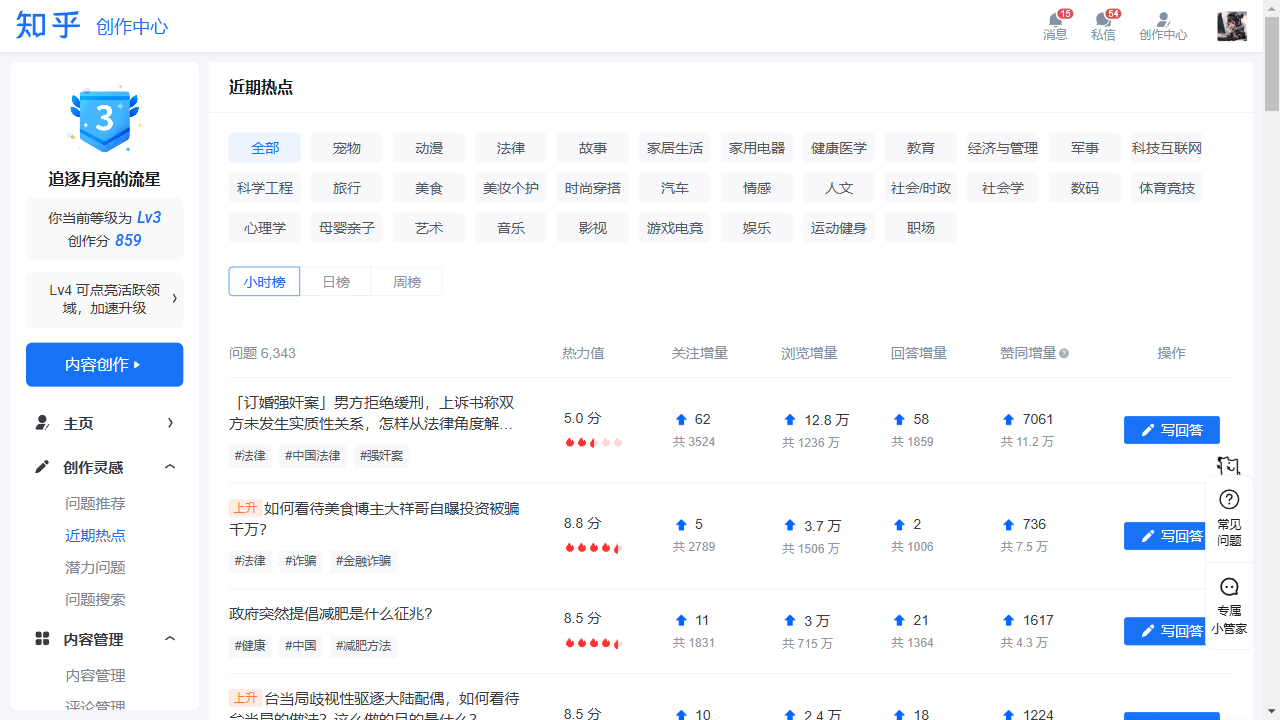 知乎 创作中心
15 54
消息 私信 创作中心
3
追逐月亮的流星
你当前等级为 Lv3
创作分 859
Lv4 可点亮活跃领
域，加速升级
内容创作
主页
创作灵感
问题推荐
近期热点
潜力问题
问题搜索
内容管理
内容管理
评论管理
近期热点
全部 宠物 动漫 法律 故事 家居生活 家用电器 健康医学 教育 经济与管理 军事 科技互联网
科学工程 旅行 美食 美妆个护 时尚穿搭 汽车 情感 人文 社会/时政 社会学 数码 体育竞技
心理学 母婴亲子 艺术 音乐 影视 游戏电竞 娱乐 运动健身 职场
小时榜 日榜 周榜
问题 6,343 热力值 关注增量 浏览增量 回答增量 赞同增量 操作
「订婚强奸案」男方拒绝缓刑，上诉书称双
方未发生实质性关系，怎样从法律角度解...
#法律 #中国法律 #强奸案
5.0 分 62 12.8 万 58 7061 写回答
共 3524 共 1236 万 共 1859 共 11.2 万
上升 如何看待美食博主大祥哥自曝投资被骗
千万？
#法律 #诈骗 #金融诈骗
8.8 分 5 3.7 万 2 736 写回答
共 2789 共 1506 万 共 1006 共 7.5 万
政府突然提倡减肥是什么征兆？
#健康 #中国 #减肥方法
8.5 分 11 3 万 21 1617 写回答
共 1831 共 715 万 共 1364 共 4.3 万
上升 台当局歧视性驱逐大陆配偶，如何看待
台当局的做法？这么做的目的是什么？
8.5 分 10 2.4 万 18 1224
常见
问题
专属
小管家